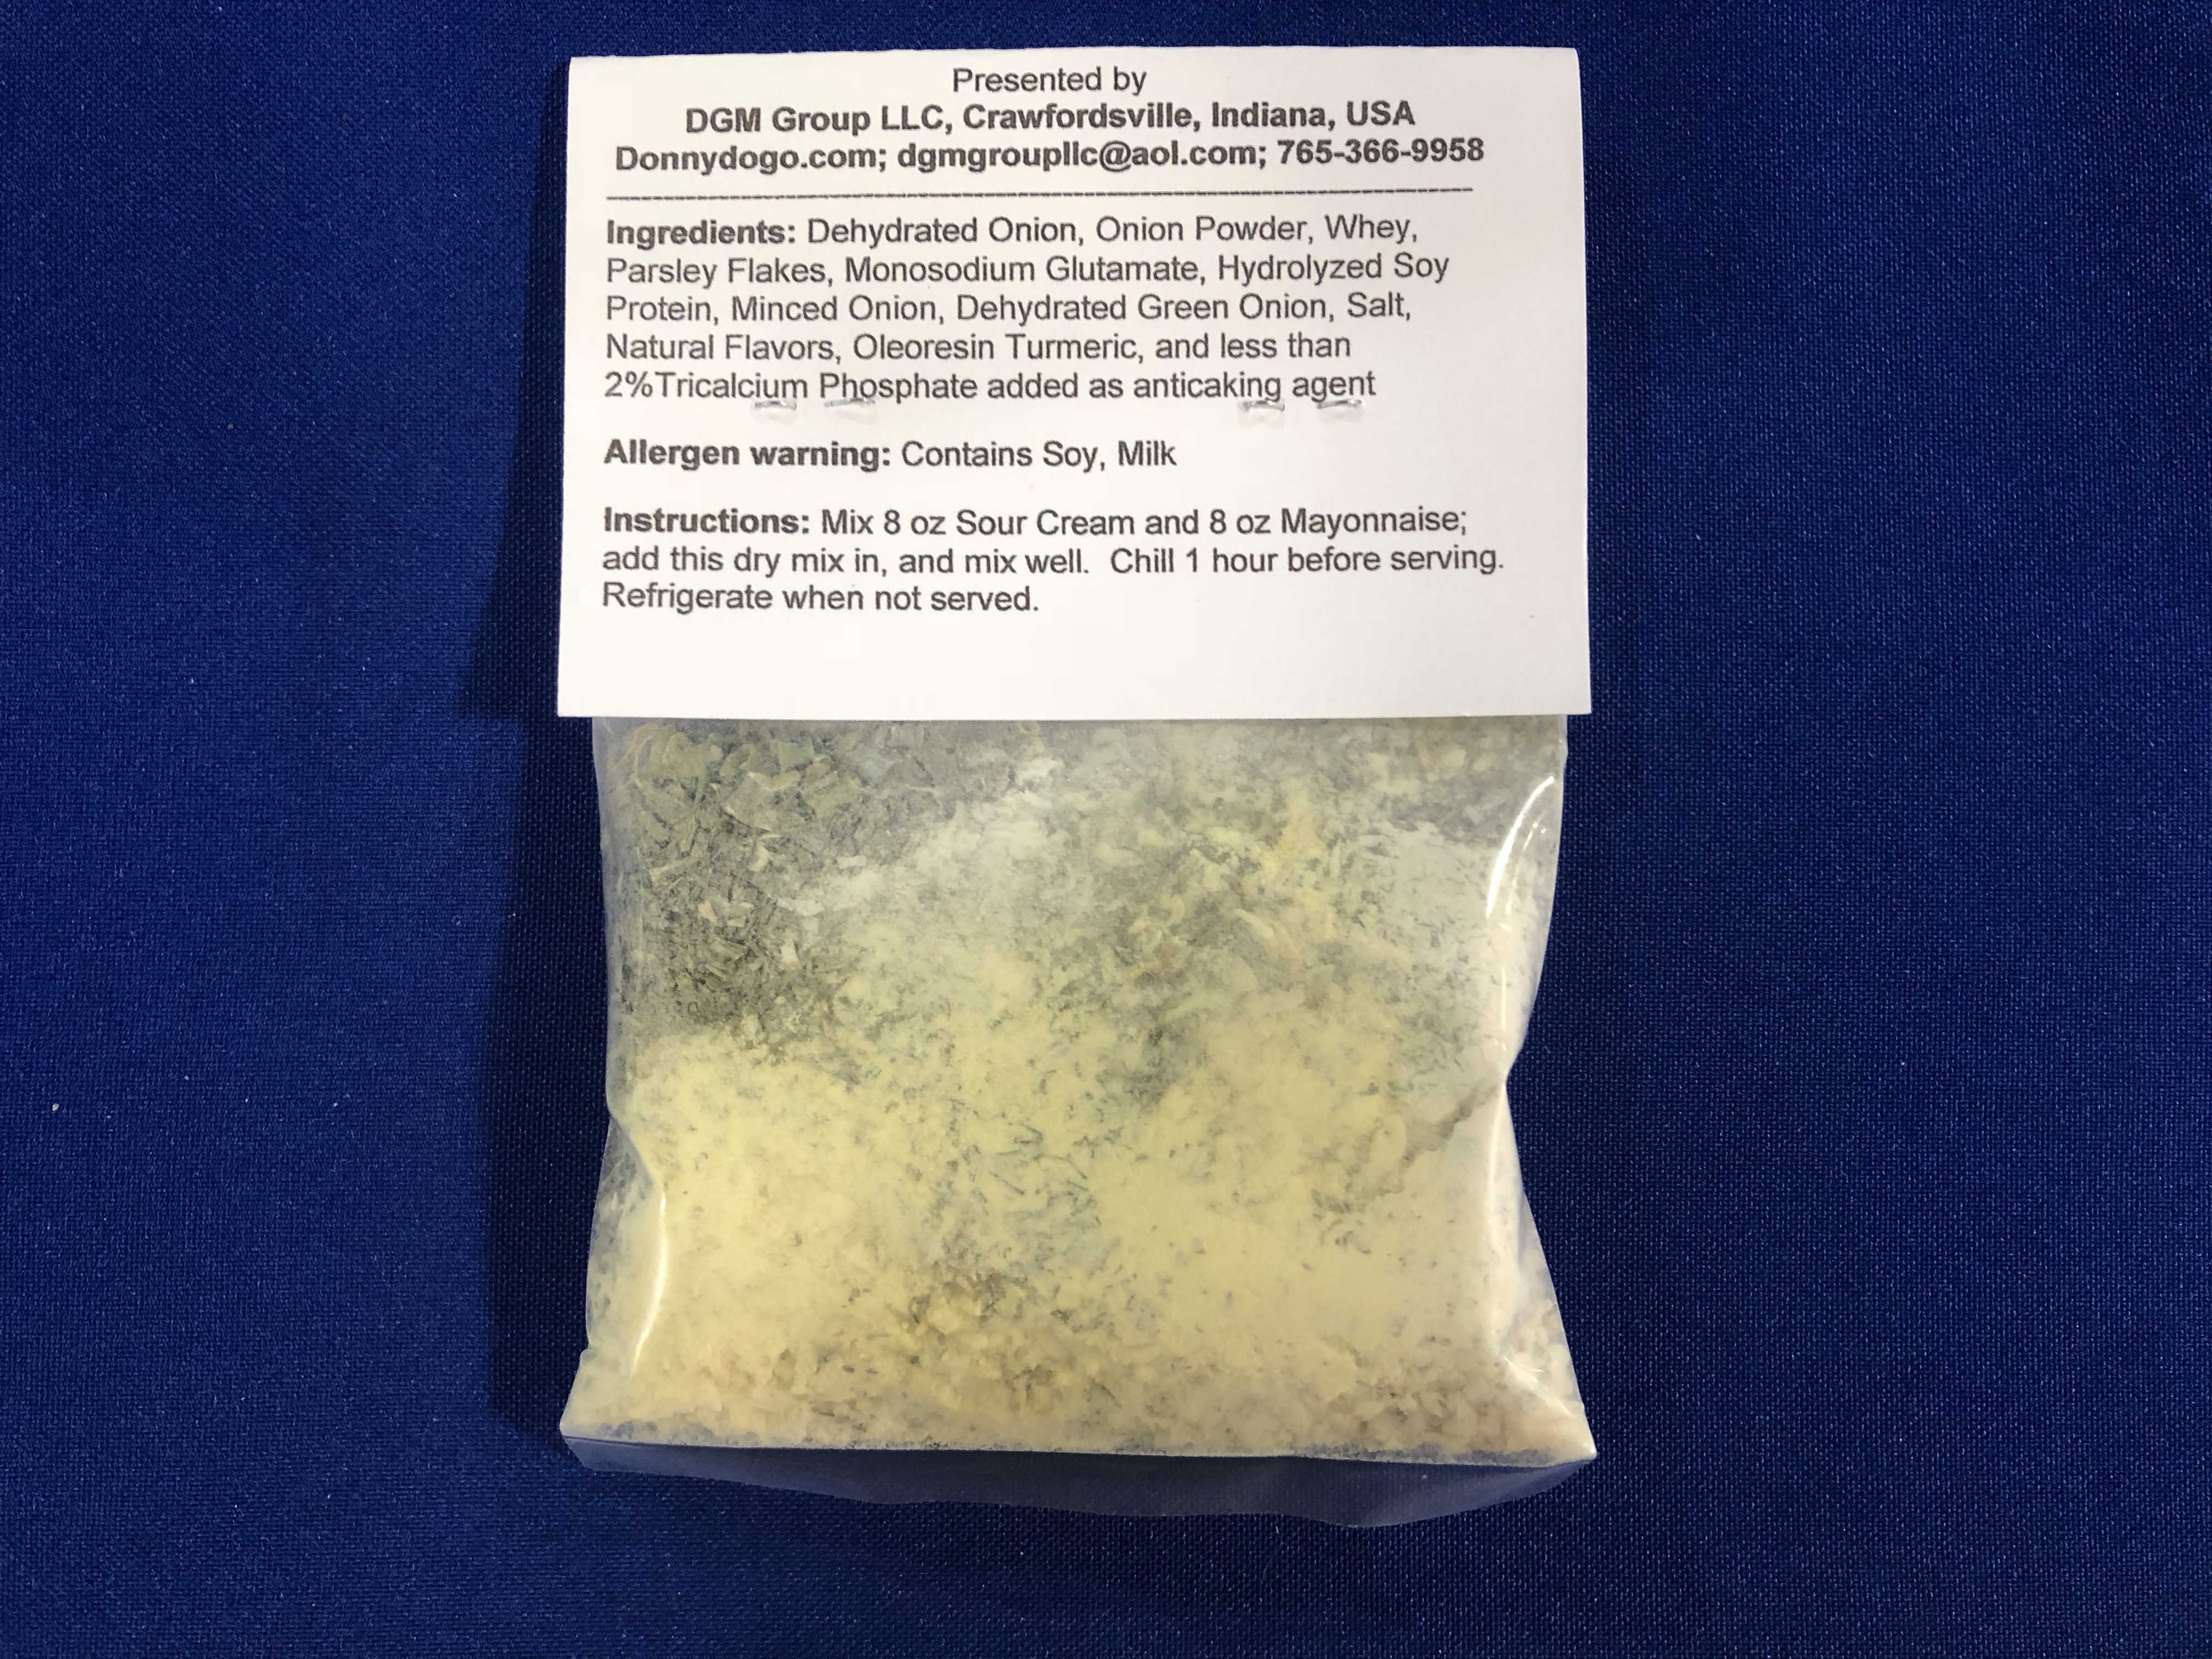 Presented by
DGM Group LLC, Crawfordsville, Indiana, USA
Donnydogo.com; dgmgroupllc@aol.com; 765-366-9958
--------------------------------------------------------------------------------
Ingredients: Dehydrated Onion, Onion Powder, Whey,
Parsley Flakes, Monosodium Glutamate, Hydrolyzed Soy
Protein, Minced Onion, Dehydrated Green Onion, Salt,
Natural Flavors, Oleoresin Turmeric, and less than
2%Tricalcium Phosphate added as anticaking agent
Allergen warning: Contains Soy, Milk
Instructions: Mix 8 oz Sour Cream and 8 oz Mayonnaise;
add this dry mix in, and mix well.  Chill 1 hour before serving.
Refrigerate when not served.